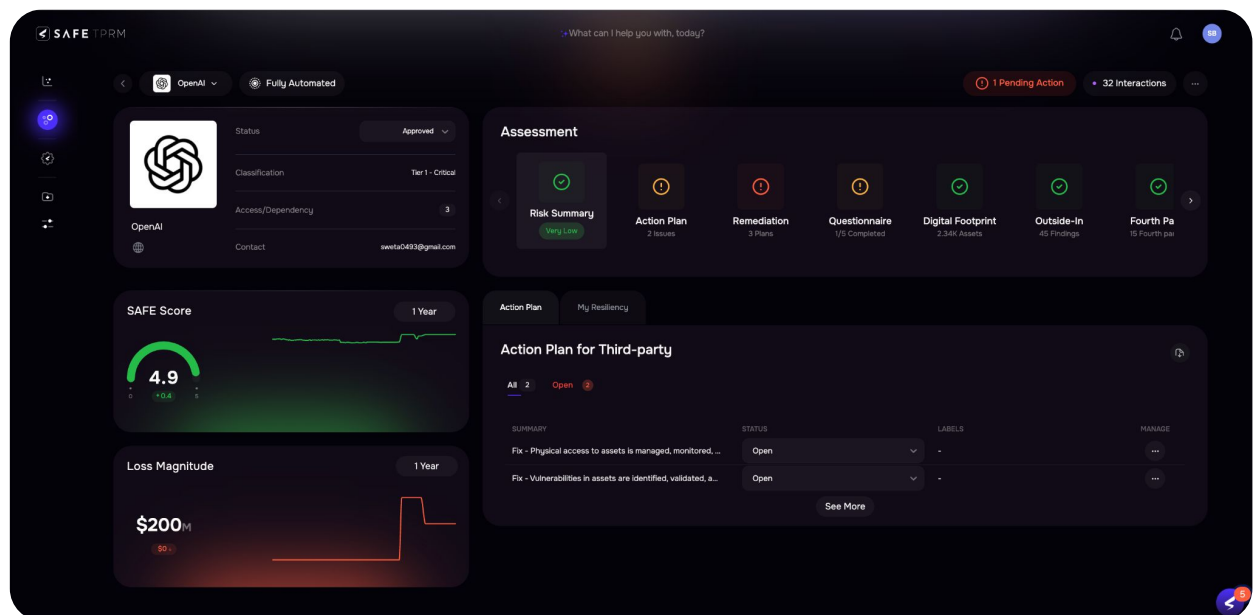 SAFE TPRM
What can I help you with, today?
SB
OpenAI
Fully Automated
1 Pending Action
32 Interactions
OpenAI
Status
Approved
Classification
Tier 1 - Critical
Access/Dependency
3
Contact
sweta0493@gmail.com
Assessment
Risk Summary
Very Low
Action Plan
2 Issues
Remediation
3 Plans
Questionnaire
1/5 Completed
Digital Footprint
2.34K Assets
Outside-In
45 Findings
Fourth Pa
15 Fourth par
SAFE Score
1 Year
4.9
0
+0.4
5
Loss Magnitude
1 Year
$200M
$0
Action Plan
My Resiliency
Action Plan for Third-party
All 2
Open 2
SUMMARY STATUS LABELS MANAGE
Fix - Physical access to assets is managed, monitored, ... Open - ...
Fix - Vulnerabilities in assets are identified, validated, a... Open - ...
See More
5